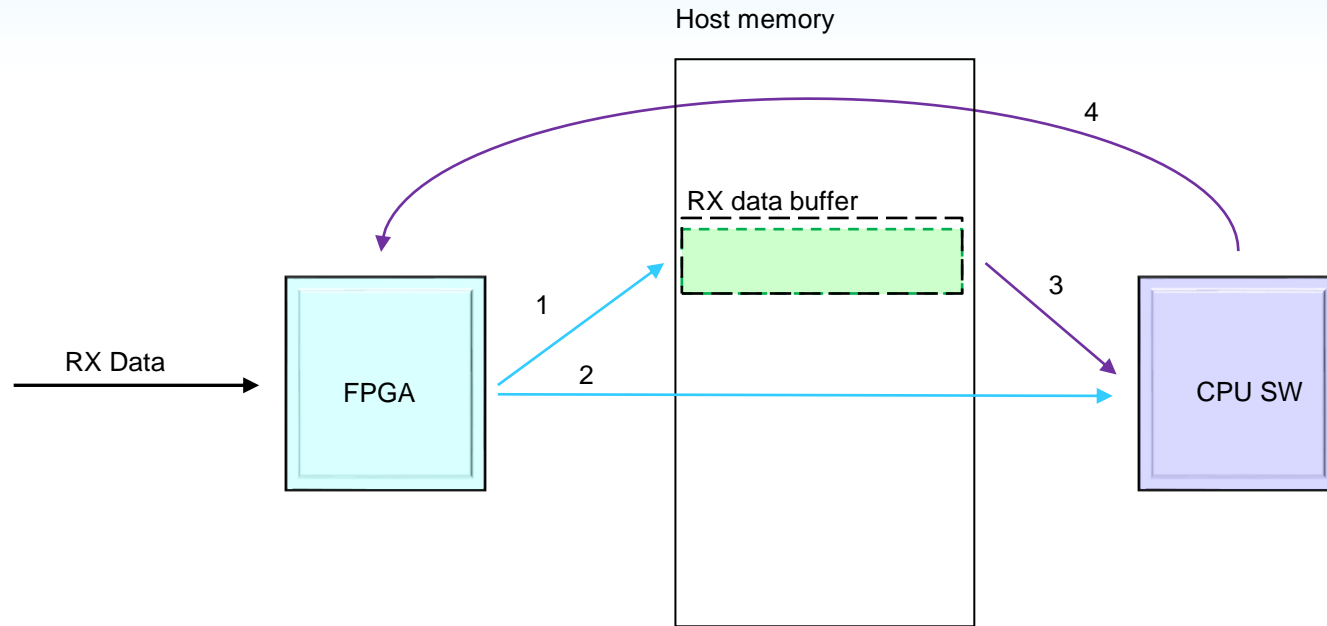 Host memory
4
RX data buffer
3
1
RX Data
2
FPGA
CPU SW